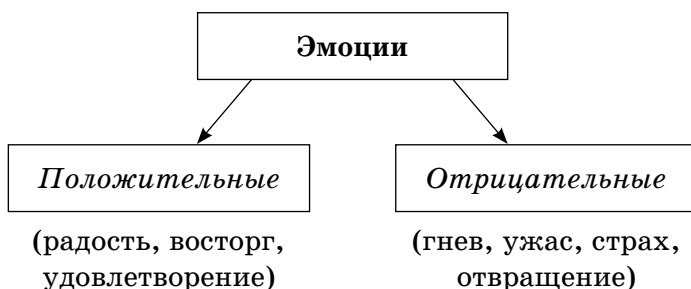 Эмоции
Положительные
(радость, восторг,
удовлетворение)
Отрицательные
(гнев, ужас, страх,
отвращение)